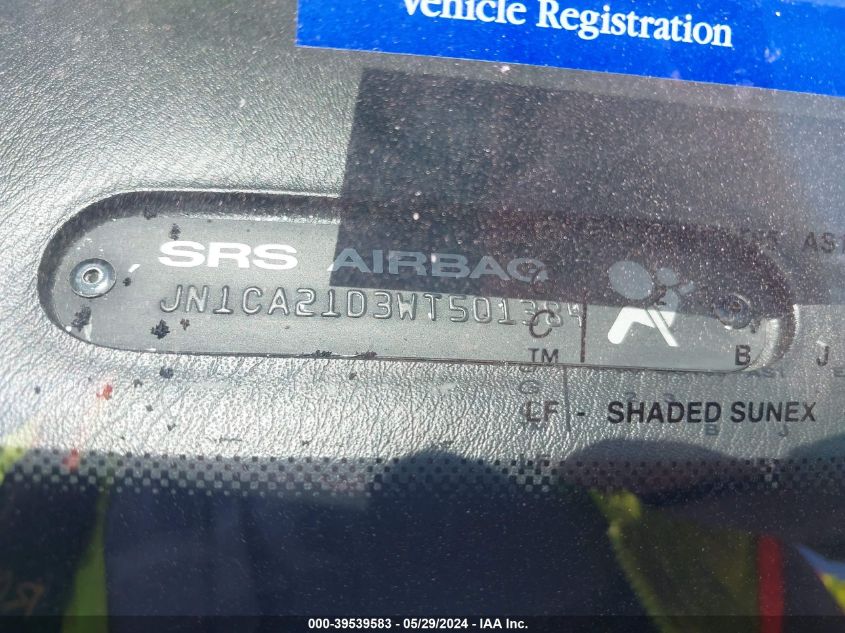 Vehicle Registration
SRS AIRBAG
JN1CA21D3WT501384
TM B J
LF - SHADED SUNEX
000-39539583 - 05/29/2024 - IAA Inc.